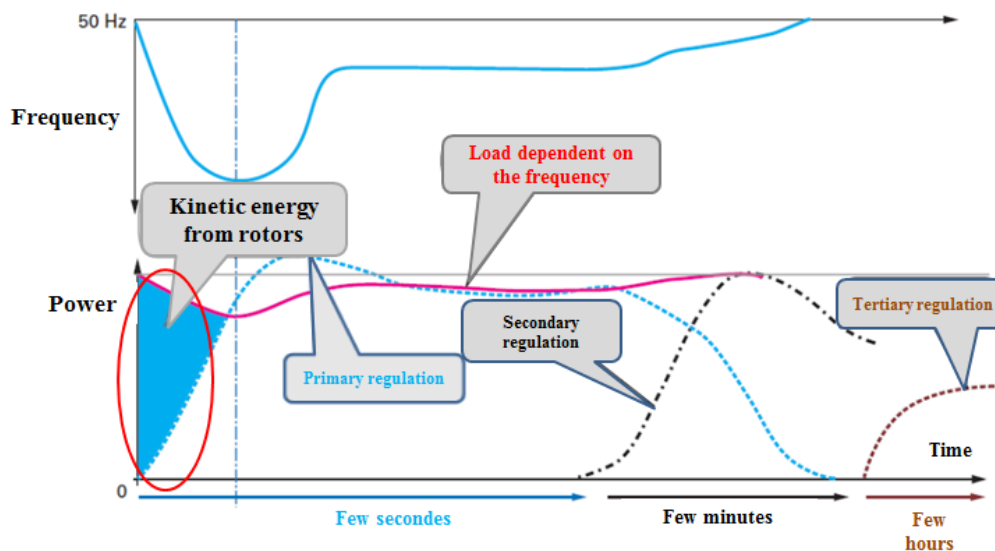 50 Hz
Frequency
Load dependent on
the frequency
Kinetic energy
from rotors
Power
Tertiary regulation
Secondary
regulation
Primary regulation
Time
0
Few secondes
Few minutes
Few
hours